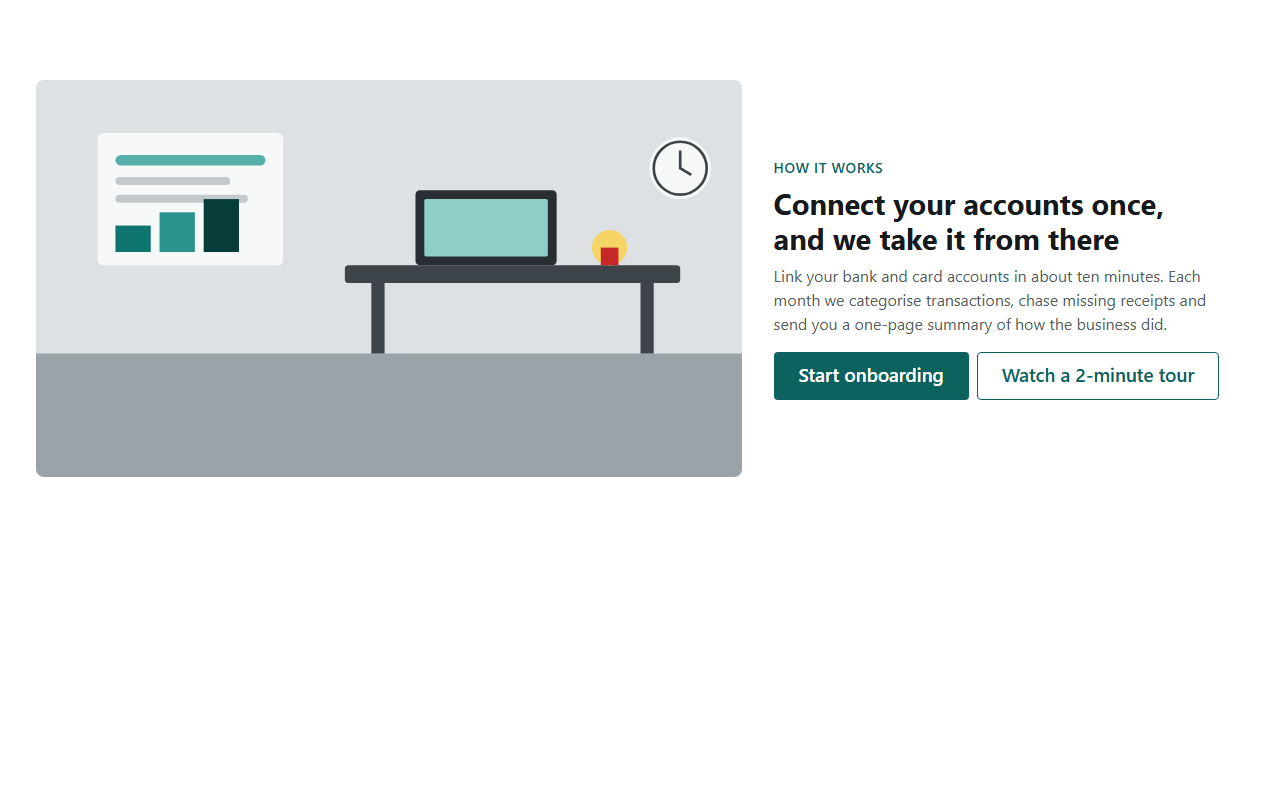 HOW IT WORKS
Connect your accounts once,
and we take it from there
Link your bank and card accounts in about ten minutes. Each
month we categorise transactions, chase missing receipts and
send you a one-page summary of how the business did.
Start onboarding
Watch a 2-minute tour